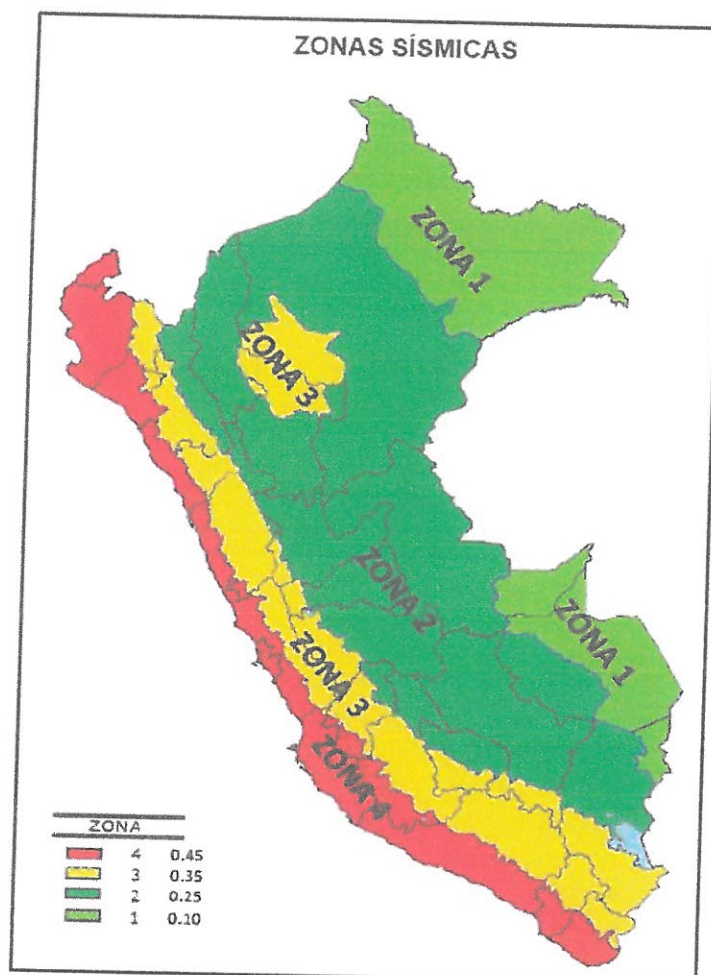 ZONAS SÍSMICAS
ZONA 1
ZONA 3
ZONA 2
ZONA 1
ZONA 3
ZONA 4
ZONA
4 0.45
3 0.35
2 0.25
1 0.10